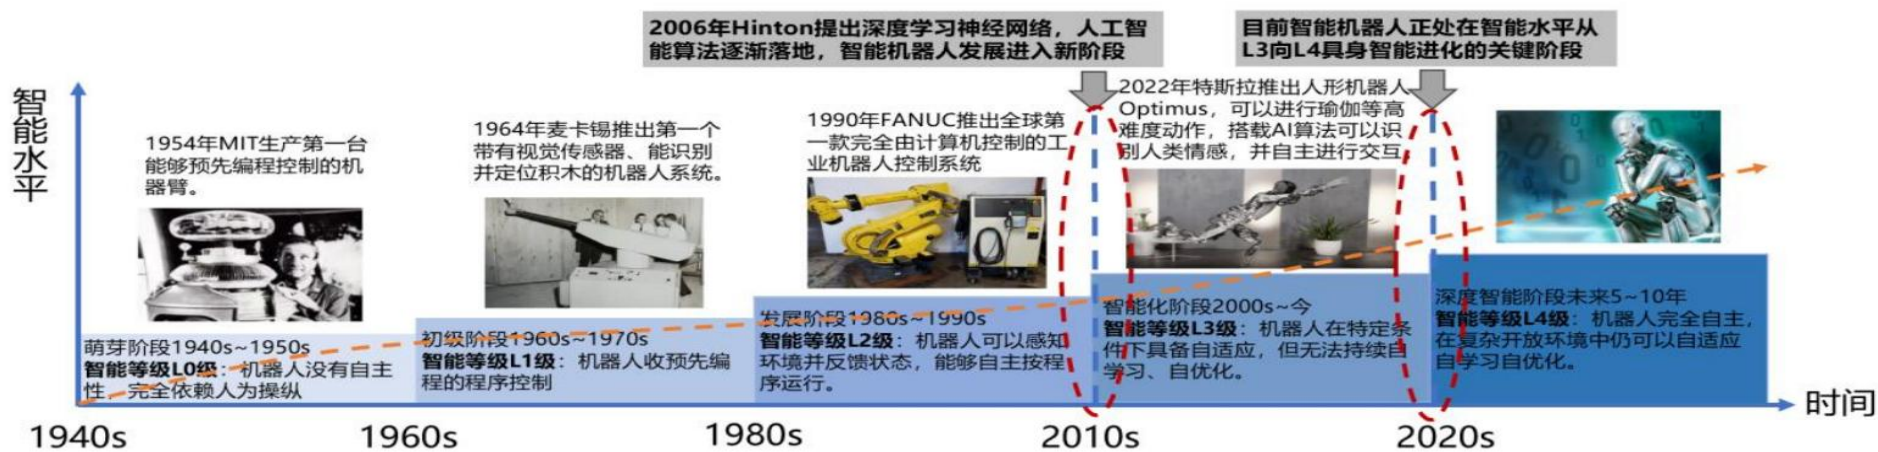 2006年Hinton提出深度学习神经网络，人工智
能算法逐渐落地，智能机器人发展进入新阶段
目前智能机器人正处在智能水平从
L3向L4具身智能进化的关键阶段
智能水平
1954年MIT生产第一台
能够预先编程控制的机
器臂。
1964年麦卡锡推出第一个
带有视觉传感器、能识别
并定位积木的机器人系统。
1990年FANUC推出全球第
一款完全由计算机控制的工
业机器人控制系统
2022年特斯拉推出人形机器人
Optimus，可以进行瑜伽等高
难度动作，搭载AI算法可以识
别人类情感，并自主进行交互。
萌芽阶段1940s~1950s
智能等级L0级：机器人没有自主
性，完全依赖人为操纵
初级阶段1960s~1970s
智能等级L1级：机器人收预先编
程的程序控制
发展阶段1980s~1990s
智能等级L2级：机器人可以感知
环境并反馈状态，能够自主按程
序运行。
智能化阶段2000s~今
智能等级L3级：机器人在特定条
件下具备自适应，但无法持续自
学习、自优化。
深度智能阶段未来5~10年
智能等级L4级：机器人完全自主，
在复杂开放环境中仍可以自适应
自学习自优化。
时间
1940s
1960s
1980s
2010s
2020s